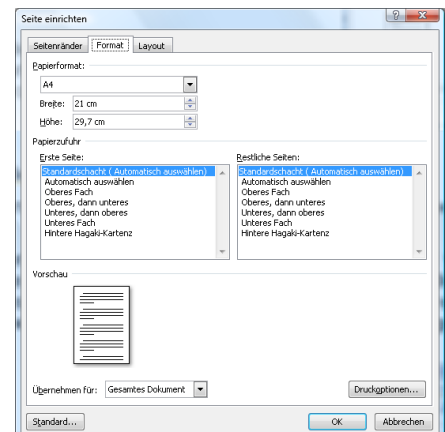 Seite einrichten
Seitenränder Format Layout
Papierformat:
A4
Breite: 21 cm
Höhe: 29,7 cm
Papierzufuhr
Erste Seite: Restliche Seiten:
Standardschacht ( Automatisch auswählen) Standardschacht ( Automatisch auswählen)
Automatisch auswählen Automatisch auswählen
Oberes Fach Oberes Fach
Oberes, dann unteres Oberes, dann unteres
Unteres, dann oberes Unteres, dann oberes
Unteres Fach Unteres Fach
Hintere Hagaki-Kartenz Hintere Hagaki-Kartenz
Vorschau
Übernehmen für: Gesamtes Dokument Druckoptionen...
Standard... OK Abbrechen